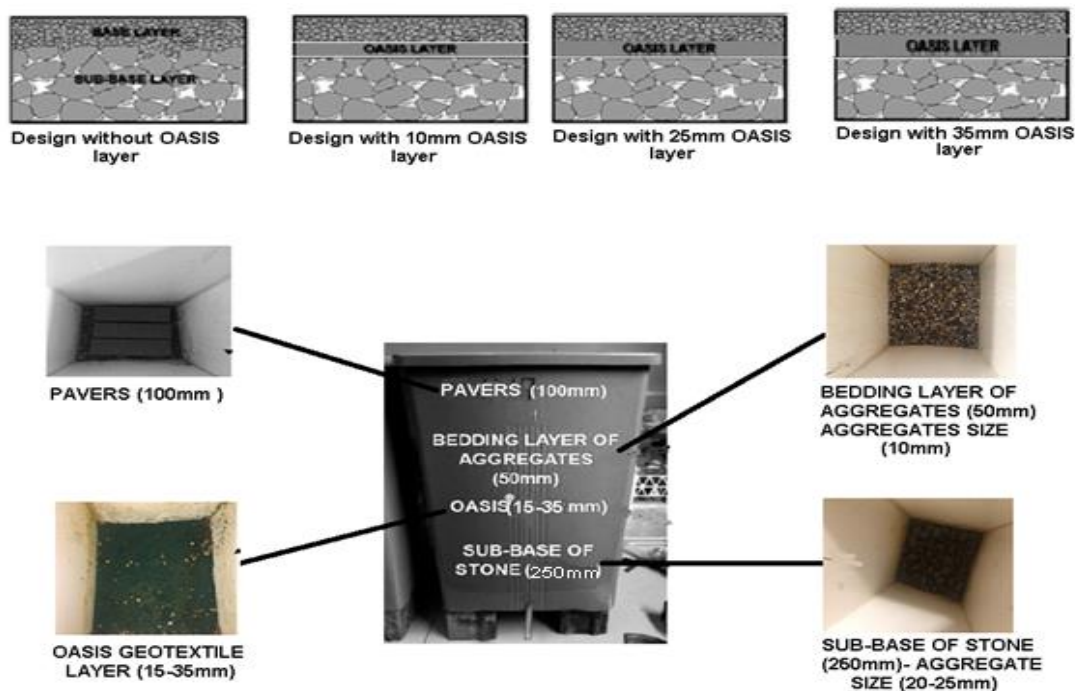 BASE LAYER
SUB-BASE LAYER
Design without OASIS
layer
OASIS LAYER
Design with 10mm OASIS
layer
OASIS LAYER
Design with 25mm OASIS
layer
OASIS LAYER
Design with 35mm OASIS
layer
PAVERS (100mm )
PAVERS (100mm)
BEDDING LAYER OF
AGGREGATES
(50mm)
OASIS (15-35 mm)
SUB-BASE OF
STONE (250mm)
BEDDING LAYER OF
AGGREGATES (50mm)
AGGREGATES SIZE
(10mm)
OASIS GEOTEXTILE
LAYER (15-35mm)
SUB-BASE OF STONE
(250mm)- AGGREGATE
SIZE (20-25mm)